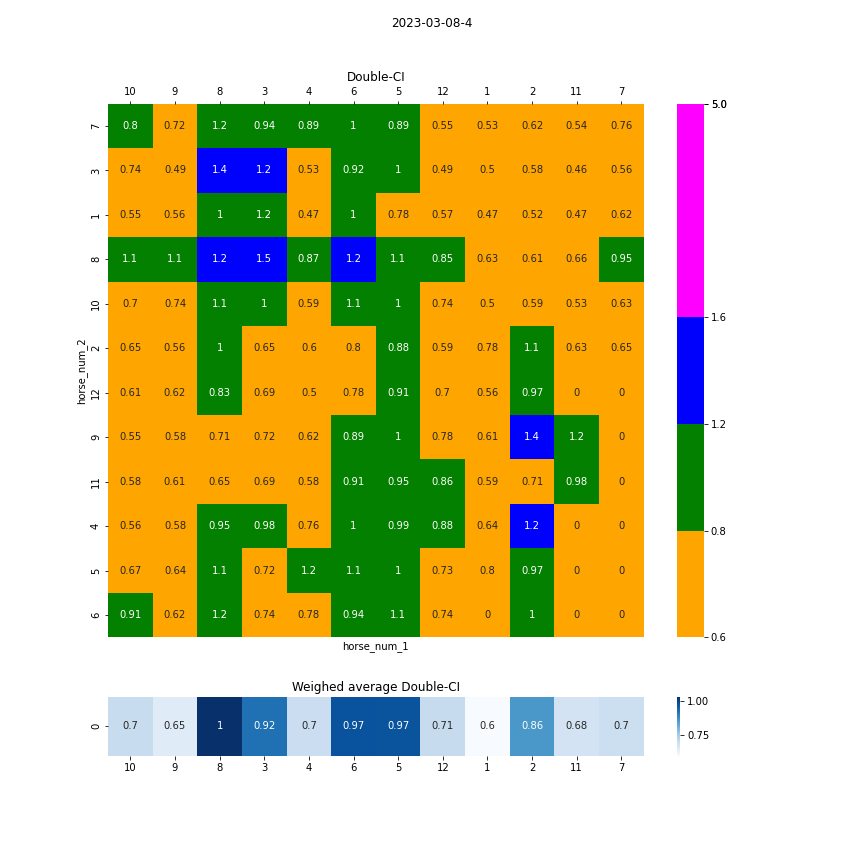 2023-03-08-4
Double-CI
10 9 8 3 4 6 5 12 1 2 11 7
5.0
7 0.8 0.72 1.2 0.94 0.89 1 0.89 0.55 0.53 0.62 0.54 0.76
3 0.74 0.49 1.4 1.2 0.53 0.92 1 0.49 0.5 0.58 0.46 0.56
1 0.55 0.56 1 1.2 0.47 1 0.78 0.57 0.47 0.52 0.47 0.62
8 1.1 1.1 1.2 1.5 0.87 1.2 1.1 0.85 0.63 0.61 0.66 0.95
10 0.7 0.74 1.1 1 0.59 1.1 1 0.74 0.5 0.59 0.53 0.63
1.6
2 0.65 0.56 1 0.65 0.6 0.8 0.88 0.59 0.78 1.1 0.63 0.65
horse_num_2
12 0.61 0.62 0.83 0.69 0.5 0.78 0.91 0.7 0.56 0.97 0 0
1.2
9 0.55 0.58 0.71 0.72 0.62 0.89 1 0.78 0.61 1.4 1.2 0
11 0.58 0.61 0.65 0.69 0.58 0.91 0.95 0.86 0.59 0.71 0.98 0
4 0.56 0.58 0.95 0.98 0.76 1 0.99 0.88 0.64 1.2 0 0
0.8
5 0.67 0.64 1.1 0.72 1.2 1.1 1 0.73 0.8 0.97 0 0
6 0.91 0.62 1.2 0.74 0.78 0.94 1.1 0.74 0 1 0 0
0.6
horse_num_1
Weighed average Double-CI
1.00
0 0.7 0.65 1 0.92 0.7 0.97 0.97 0.71 0.6 0.86 0.68 0.7
0.75
10 9 8 3 4 6 5 12 1 2 11 7